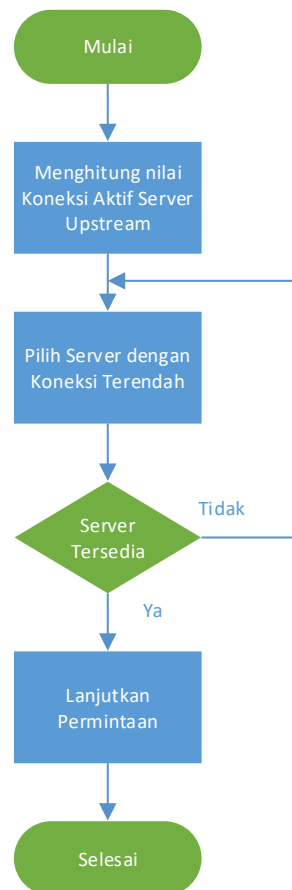 Mulai
Menghitung nilai
Koneksi Aktif Server
Upstream
Pilih Server dengan
Koneksi Terendah
Server
Tersedia
Tidak
Ya
Lanjutkan
Permintaan
Selesai